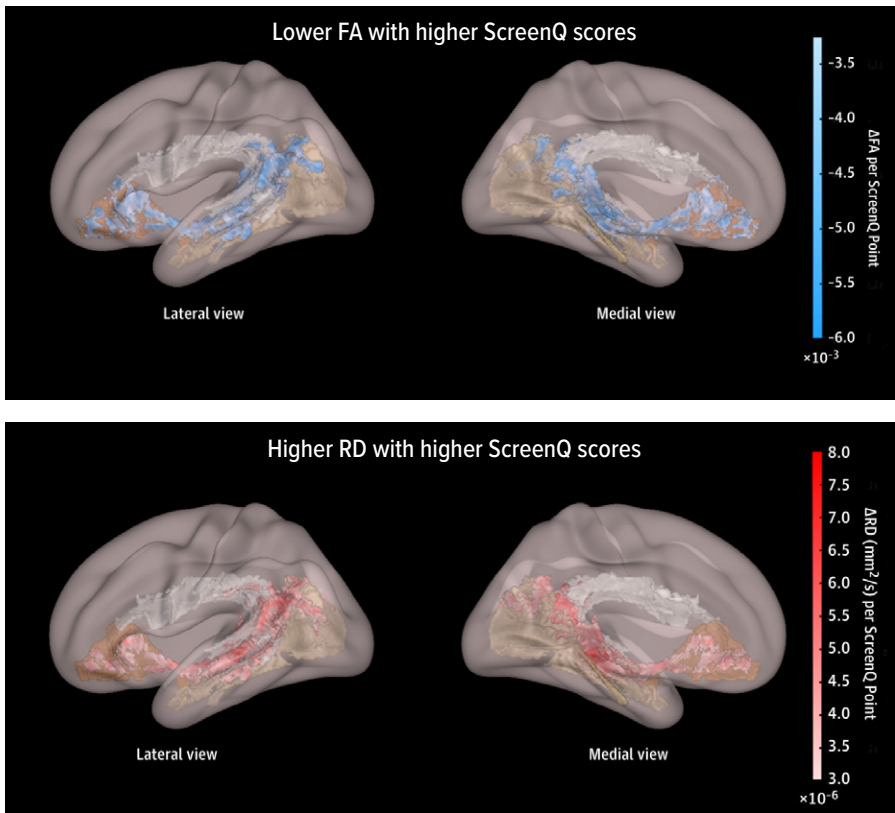 Lower FA with higher ScreenQ scores
-3.5
-4.0
-4.5
-5.0
-5.5
-6.0
×10⁻³
ΔFA per ScreenQ Point
Lateral view
Medial view
Higher RD with higher ScreenQ scores
8.0
7.5
7.0
6.5
6.0
5.5
5.0
4.5
4.0
3.5
3.0
×10⁻⁶
ΔRD (mm²/s) per ScreenQ Point
Lateral view
Medial view